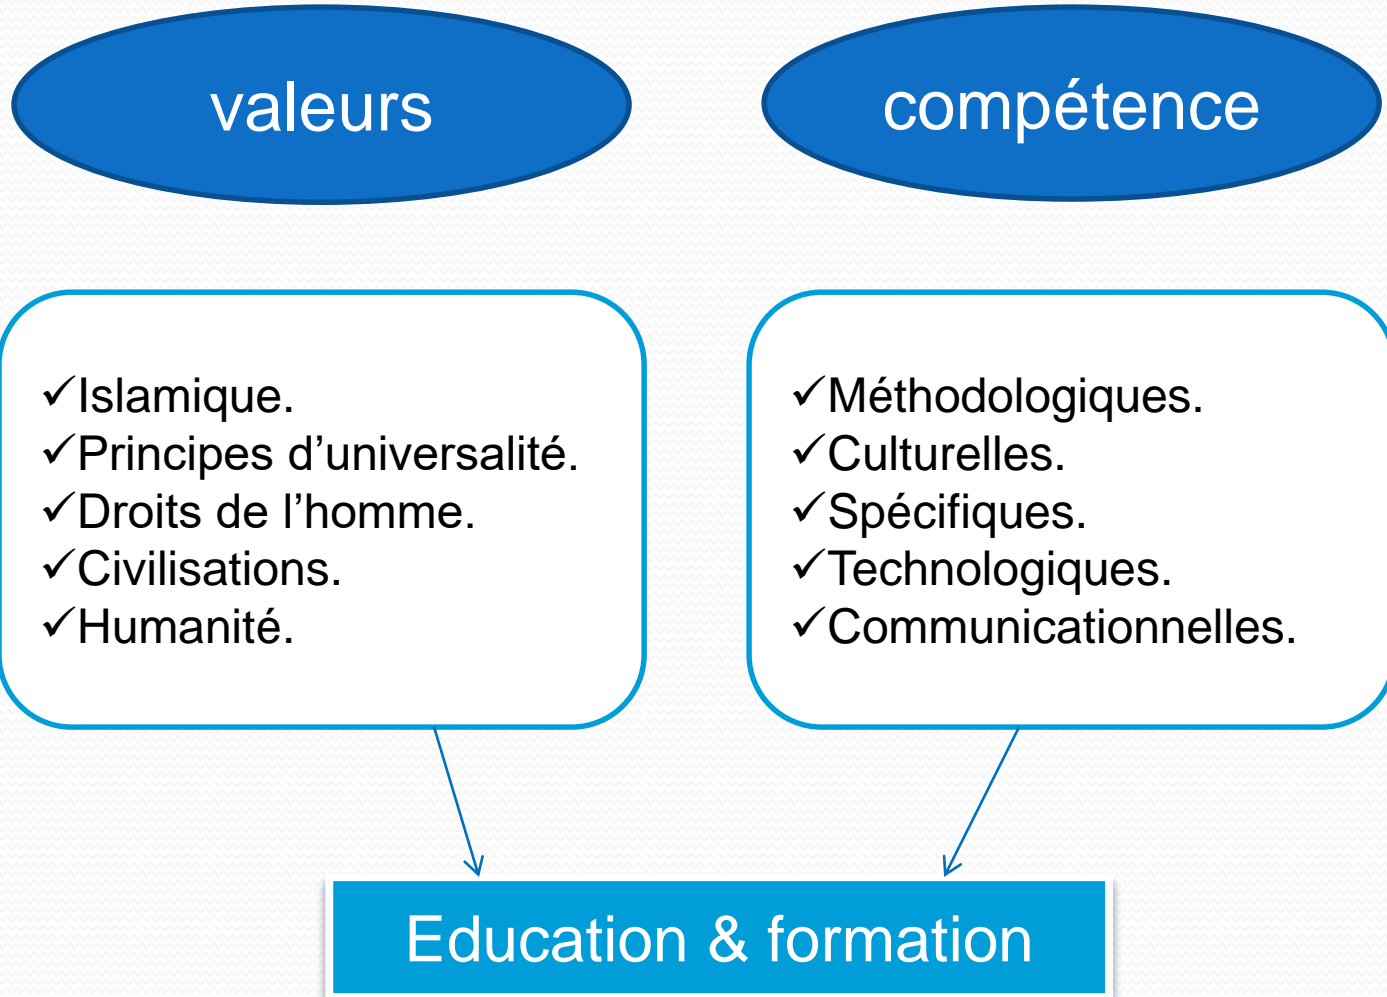 valeurs
compétence
✓Islamique.
✓Principes d’universalité.
✓Droits de l’homme.
✓Civilisations.
✓Humanité.
✓Méthodologiques.
✓Culturelles.
✓Spécifiques.
✓Technologiques.
✓Communicationnelles.
Education & formation